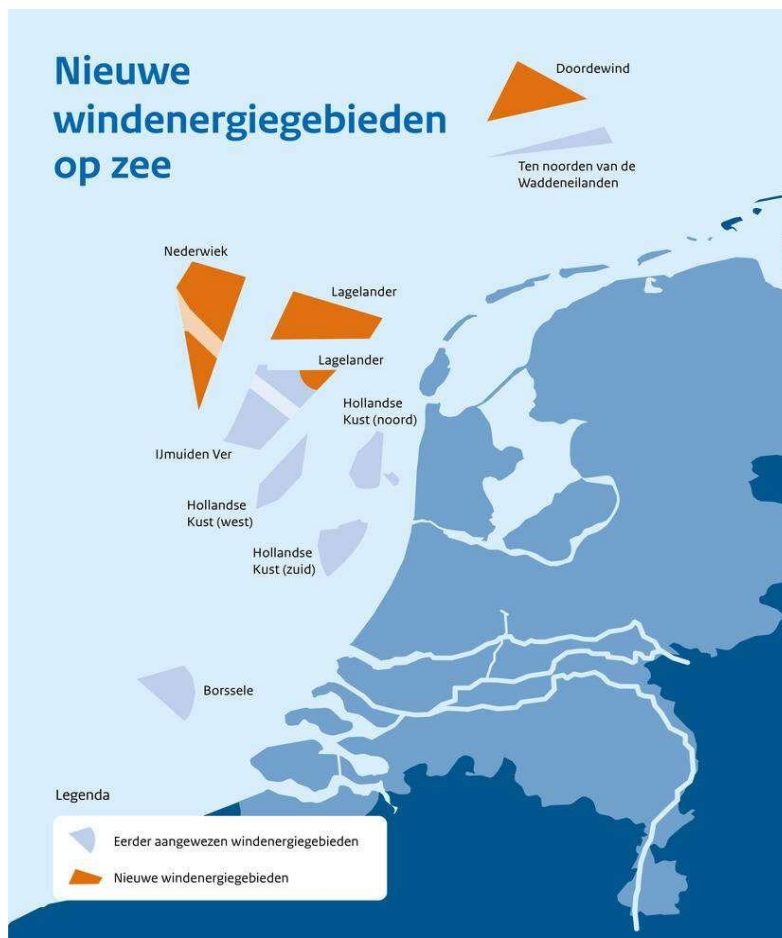 Nieuwe
windenergiegebieden
op zee
Doordewind
Ten noorden van de
Waddeneilanden
Nederwiek
Lagelander
Lagelander
Hollandse
Kust (noord)
IJmuiden Ver
Hollandse
Kust (west)
Hollandse
Kust (zuid)
Borssele
Legenda
Eerder aangewezen windenergiegebieden
Nieuwe windenergiegebieden